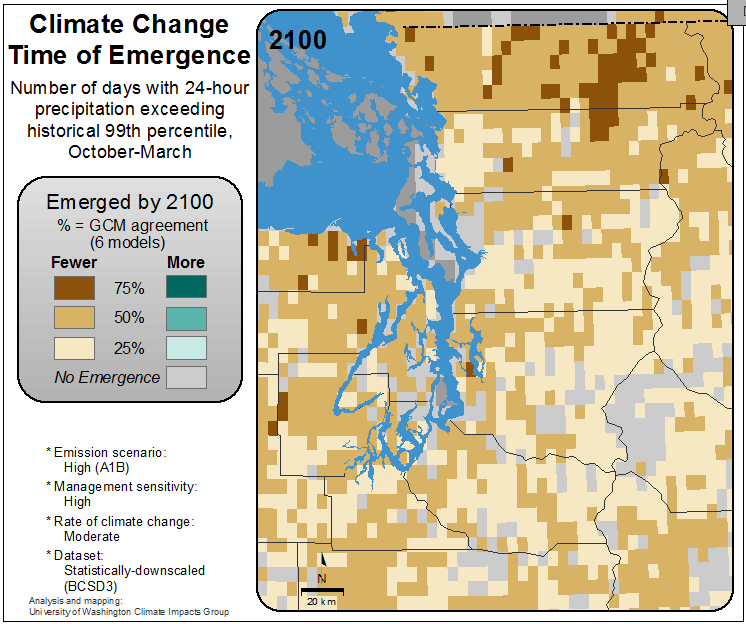 Climate Change
Time of Emergence
Number of days with 24-hour
precipitation exceeding
historical 99th percentile,
October-March
Emerged by 2100
% = GCM agreement
(6 models)
Fewer More
75%
50%
25%
No Emergence
* Emission scenario:
High (A1B)
* Management sensitivity:
High
* Rate of climate change:
Moderate
* Dataset:
Statistically-downscaled
(BCSD3)
Analysis and mapping:
University of Washington Climate Impacts Group
2100
N
20 km